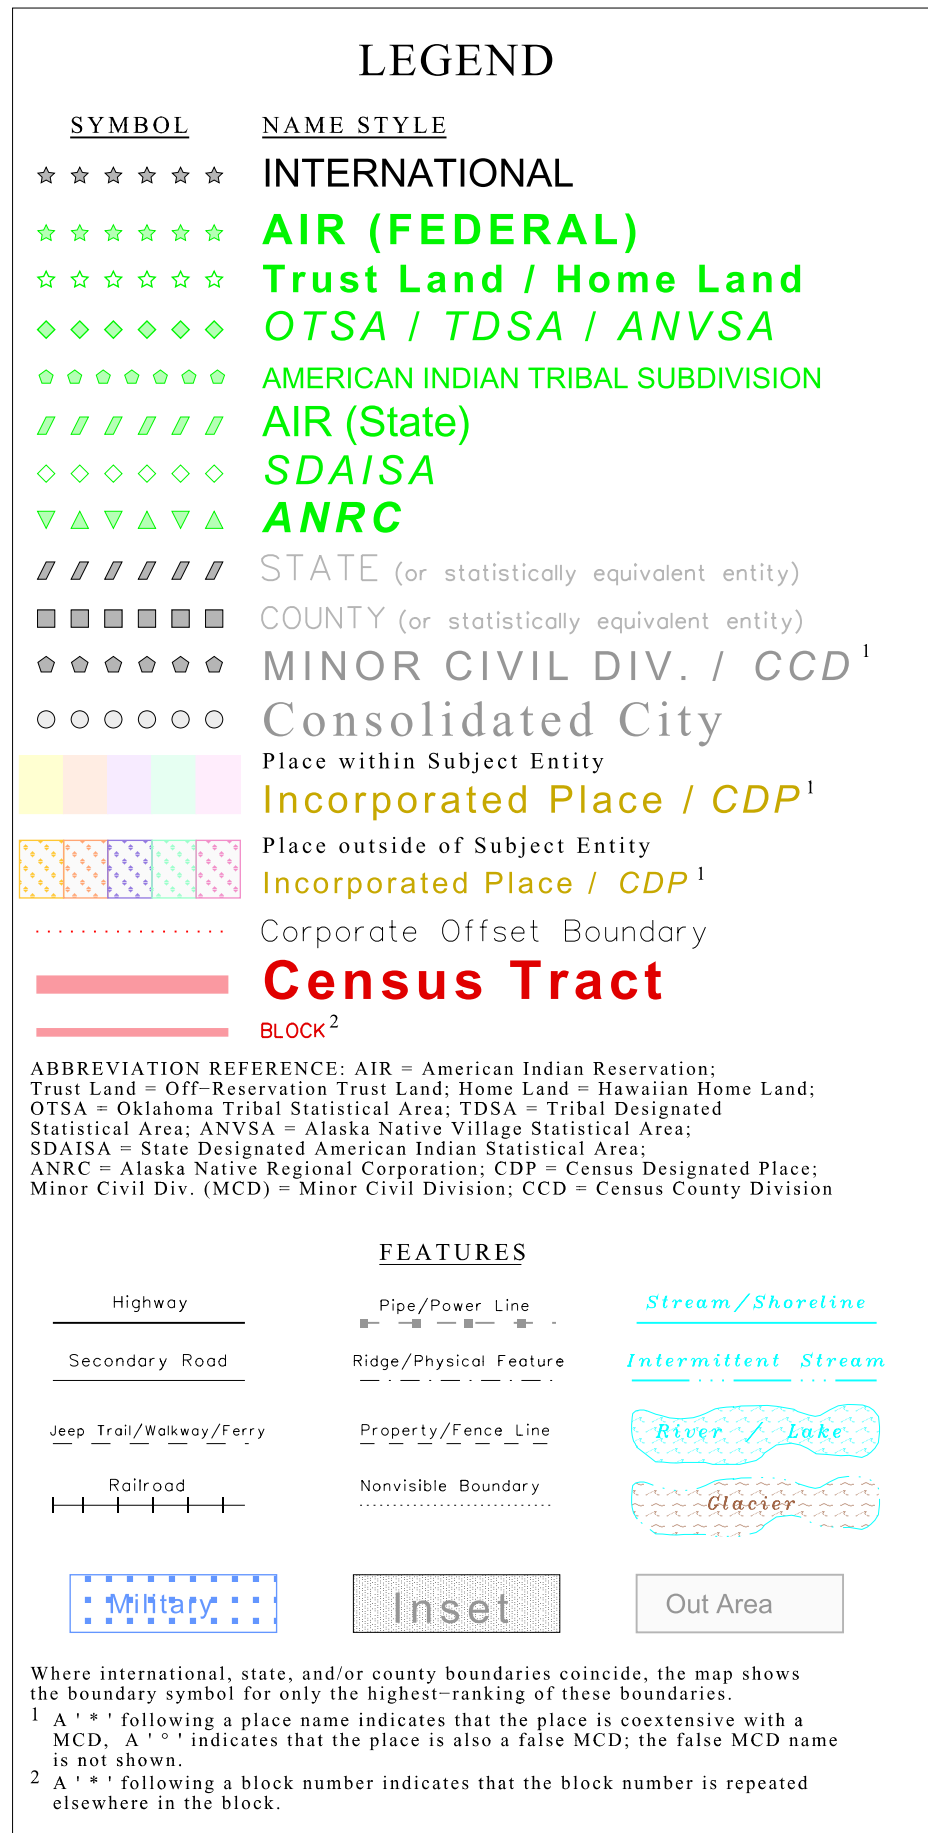 LEGEND
SYMBOL NAME STYLE
INTERNATIONAL
AIR (FEDERAL)
Trust Land / Home Land
OTSA / TDSA / ANVSA
AMERICAN INDIAN TRIBAL SUBDIVISION
AIR (State)
SDAISA
ANRC
STATE (or statistically equivalent entity)
COUNTY (or statistically equivalent entity)
MINOR CIVIL DIV. / CCD 1
Consolidated City
Place within Subject Entity
Incorporated Place / CDP 1
Place outside of Subject Entity
Incorporated Place / CDP 1
Corporate Offset Boundary
Census Tract
BLOCK 2
ABBREVIATION REFERENCE: AIR = American Indian Reservation;
Trust Land = Off−Reservation Trust Land; Home Land = Hawaiian Home Land;
OTSA = Oklahoma Tribal Statistical Area; TDSA = Tribal Designated
Statistical Area; ANVSA = Alaska Native Village Statistical Area;
SDAISA = State Designated American Indian Statistical Area;
ANRC = Alaska Native Regional Corporation; CDP = Census Designated Place;
Minor Civil Div. (MCD) = Minor Civil Division; CCD = Census County Division
FEATURES
Highway Pipe/Power Line Stream/Shoreline
Secondary Road Ridge/Physical Feature Intermittent Stream
Jeep Trail/Walkway/Ferry Property/Fence Line River / Lake
Railroad Nonvisible Boundary Glacier
Military Inset Out Area
Where international, state, and/or county boundaries coincide, the map shows
the boundary symbol for only the highest−ranking of these boundaries.
1 A ' * ' following a place name indicates that the place is coextensive with a
MCD, A ' ° ' indicates that the place is also a false MCD; the false MCD name
is not shown.
2 A ' * ' following a block number indicates that the block number is repeated
elsewhere in the block.